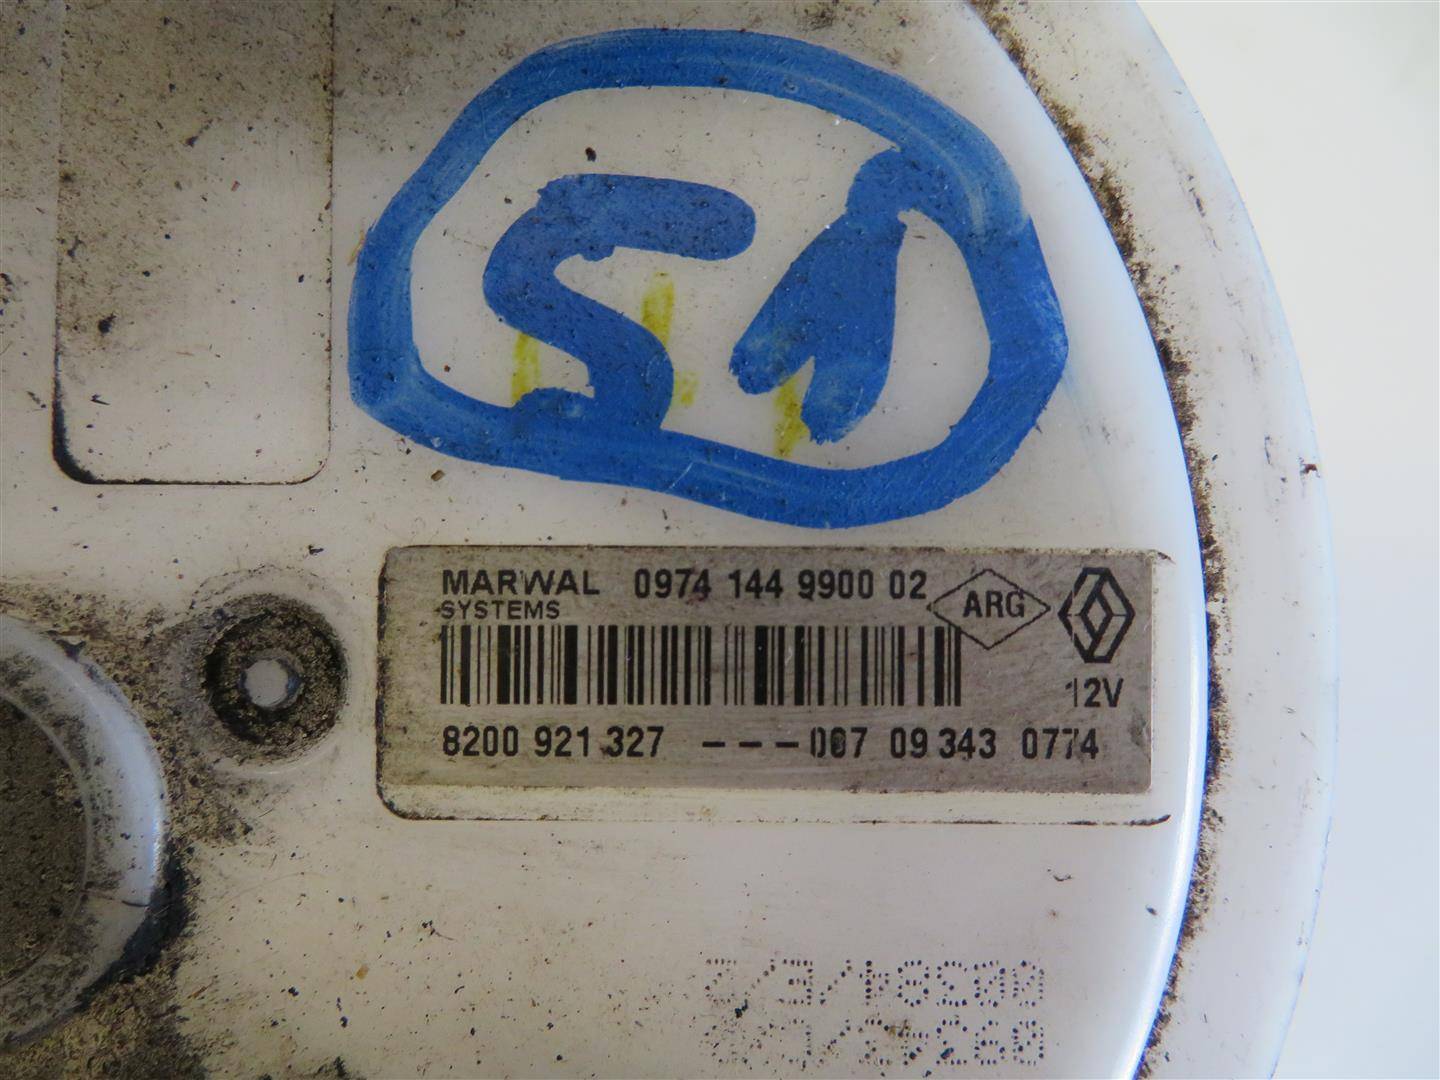 51
MARWAL 0974 144 9900 02
SYSTEMS
ARG
12V
8200 921 327 ---007 09 343 0774